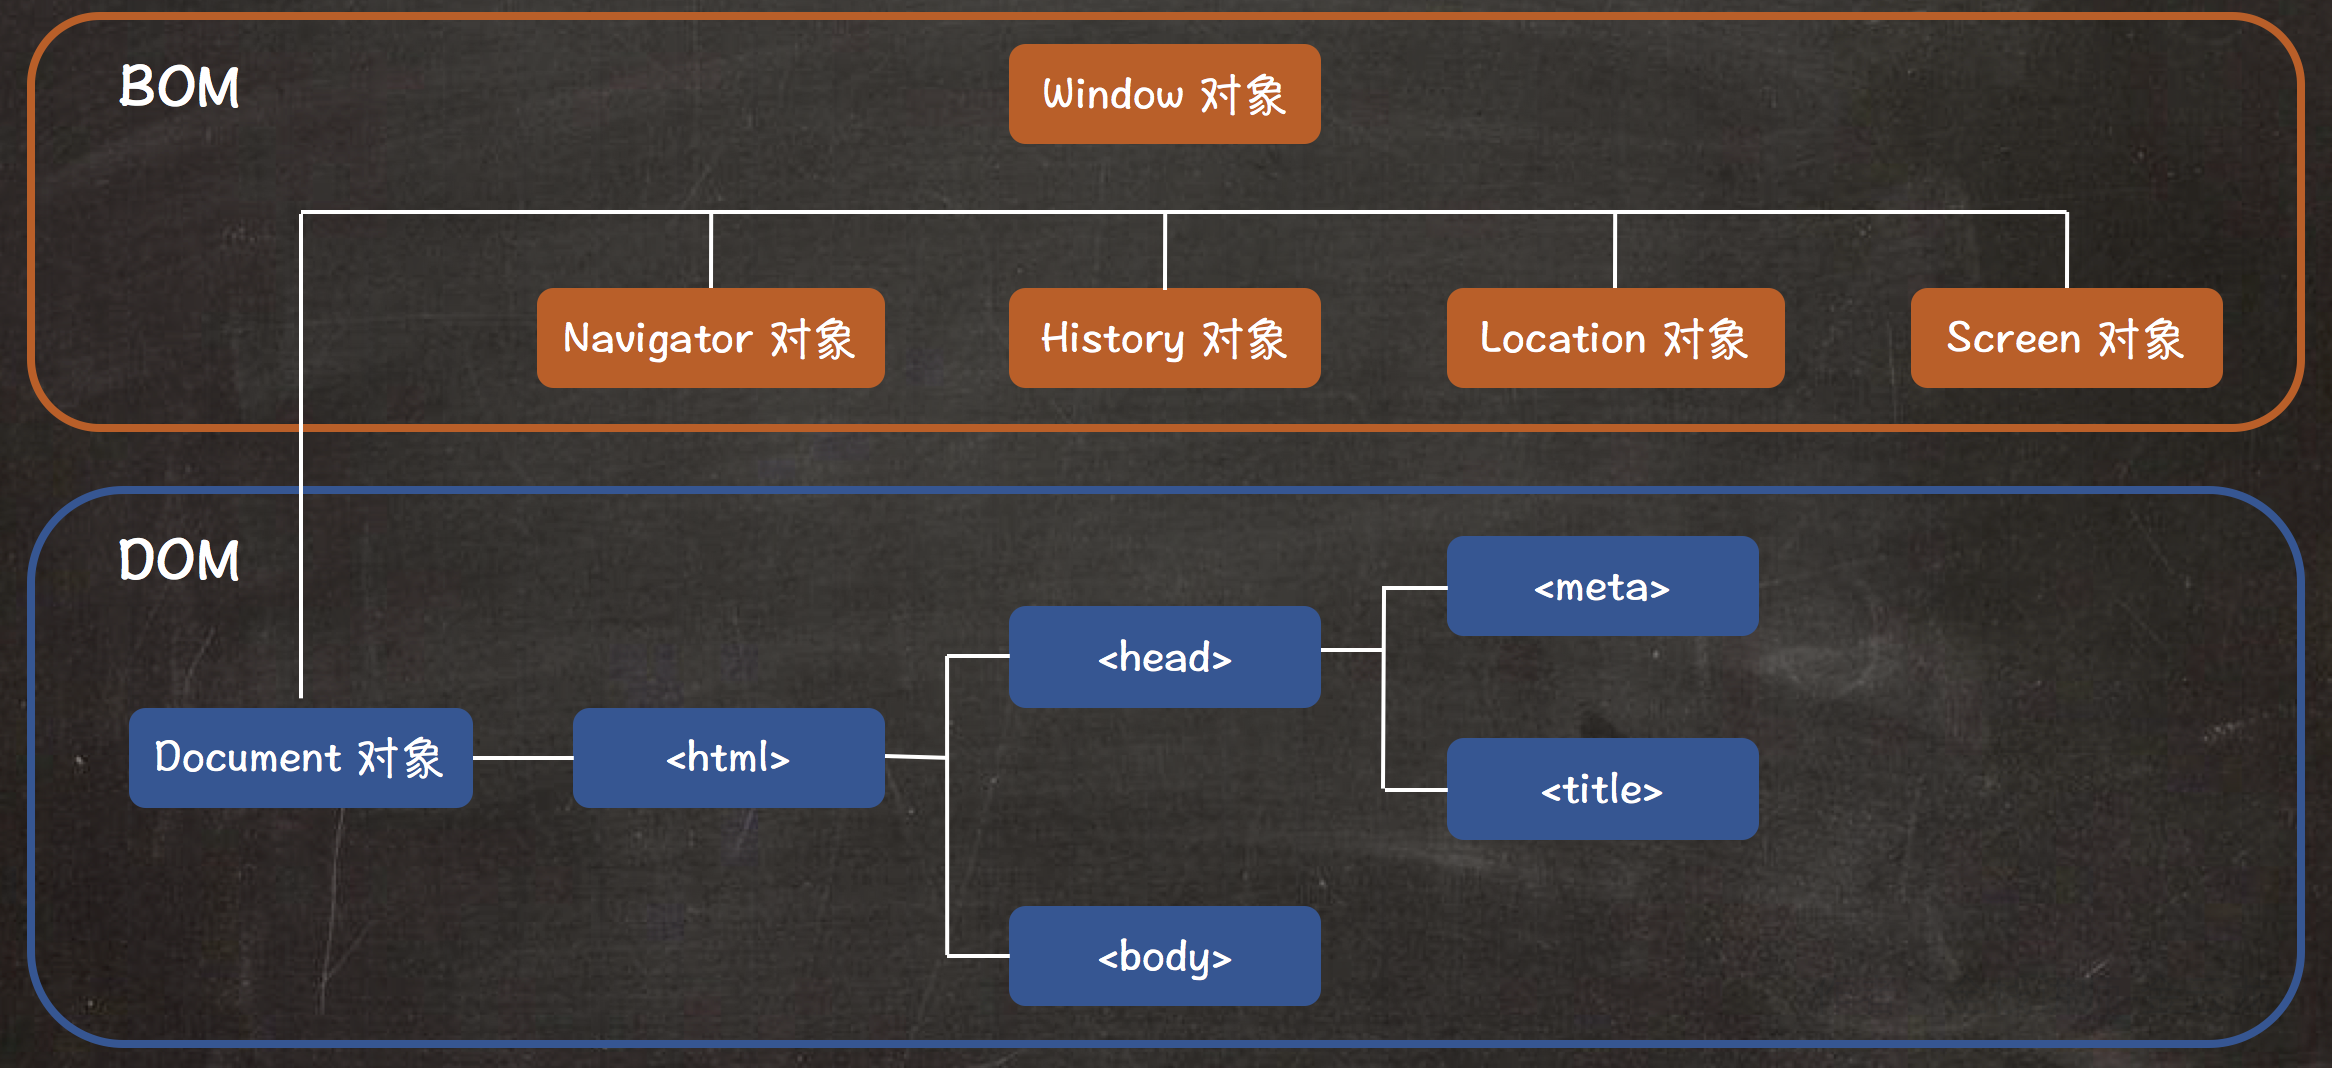 BOM
Window 对象
Navigator 对象
History 对象
Location 对象
Screen 对象
DOM
<meta>
<head>
<title>
Document 对象
<html>
<body>